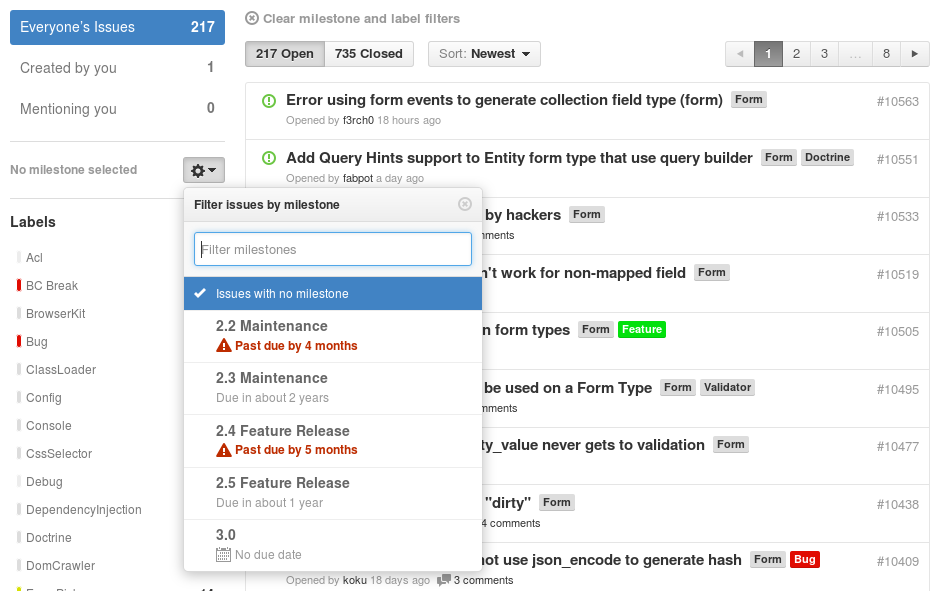 Everyone's Issues 217
Created by you 1
Mentioning you 0
No milestone selected
Labels
Acl
BC Break
BrowserKit
Bug
ClassLoader
Config
Console
CssSelector
Debug
DependencyInjection
Doctrine
DomCrawler
Clear milestone and label filters
217 Open 735 Closed Sort: Newest 1 2 3 ... 8
Error using form events to generate collection field type (form) Form #10563
Opened by f3rch0 18 hours ago
Add Query Hints support to Entity form type that use query builder Form Doctrine #10551
Opened by fabpot a day ago
Filter issues by milestone
Filter milestones
Issues with no milestone
2.2 Maintenance
Past due by 4 months
2.3 Maintenance
Due in about 2 years
2.4 Feature Release
Past due by 5 months
2.5 Feature Release
Due in about 1 year
3.0
No due date
by hackers Form #10533
work for non-mapped field Form #10519
form types Form Feature #10505
be used on a Form Type Form Validator #10495
never gets to validation Form #10477
"dirty" Form #10438
4 comments
not use json_encode to generate hash Form Bug #10409
Opened by koku 18 days ago 3 comments